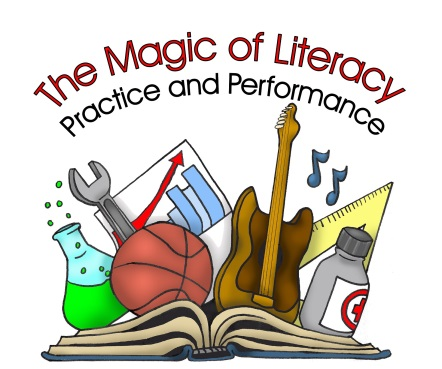 The Magic of Literacy
Practice and Performance